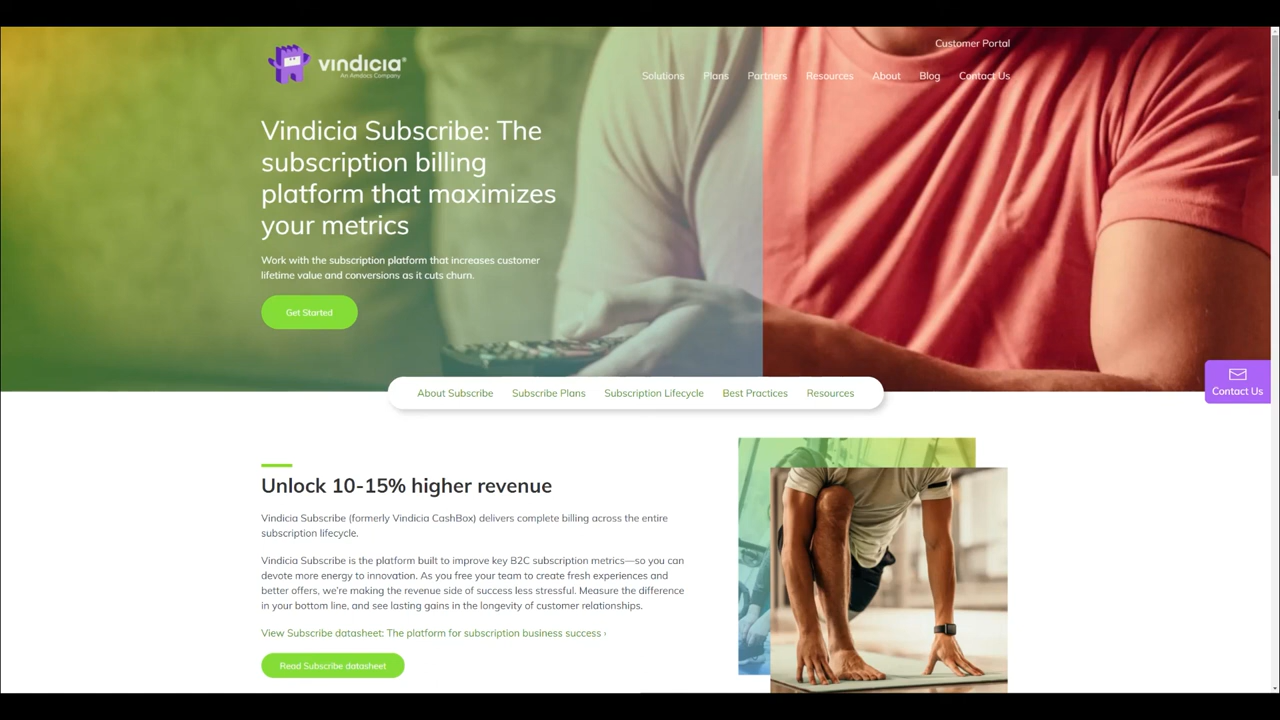 Customer Portal
vindicia®
An Amdocs Company
Solutions Plans Partners Resources About Blog Contact Us
Vindicia Subscribe: The
subscription billing
platform that maximizes
your metrics
Work with the subscription platform that increases customer
lifetime value and conversions as it cuts churn.
Get Started
Contact Us
About Subscribe Subscribe Plans Subscription Lifecycle Best Practices Resources
Unlock 10-15% higher revenue
Vindicia Subscribe (formerly Vindicia CashBox) delivers complete billing across the entire
subscription lifecycle.
Vindicia Subscribe is the platform built to improve key B2C subscription metrics—so you can
devote more energy to innovation. As you free your team to create fresh experiences and
better offers, we're making the revenue side of success less stressful. Measure the difference
in your bottom line, and see lasting gains in the longevity of customer relationships.
View Subscribe datasheet: The platform for subscription business success ›
Read Subscribe datasheet